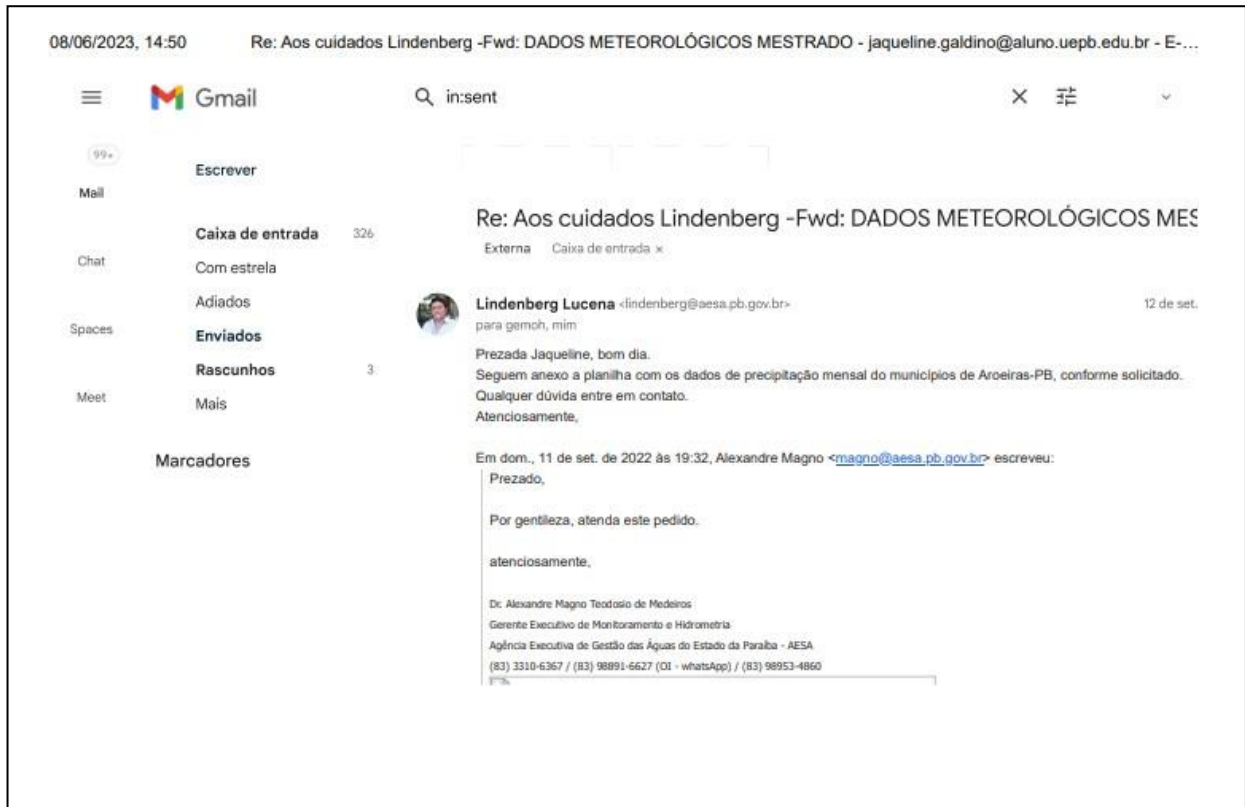 08/06/2023, 14:50 Re: Aos cuidados Lindenberg -Fwd: DADOS METEOROLÓGICOS MESTRADO - jaqueline.galdino@aluno.uepb.edu.br - E-...
Gmail
in:sent
99+
Mail
Chat
Spaces
Meet
Escrever
Caixa de entrada 326
Com estrela
Adiados
Enviados
Rascunhos 3
Mais
Marcadores
Re: Aos cuidados Lindenberg -Fwd: DADOS METEOROLÓGICOS MES
Externa Caixa de entrada ×
Lindenberg Lucena <lindenberg@aesa.pb.gov.br> 12 de set.
para gemoh, mim
Prezada Jaqueline, bom dia.
Seguem anexo a planilha com os dados de precipitação mensal do municípios de Aroeiras-PB, conforme solicitado.
Qualquer dúvida entre em contato.
Atenciosamente,
Em dom., 11 de set. de 2022 às 19:32, Alexandre Magno <magno@aesa.pb.gov.br> escreveu:
Prezado,
Por gentileza, atenda este pedido.
atenciosamente,
Dr. Alexandre Magno Teodosio de Medeiros
Gerente Executivo de Monitoramento e Hidrometria
Agência Executiva de Gestão das Águas do Estado da Paraíba - AESA
(83) 3310-6367 / (83) 98891-6627 (OI - whatsApp) / (83) 98953-4860